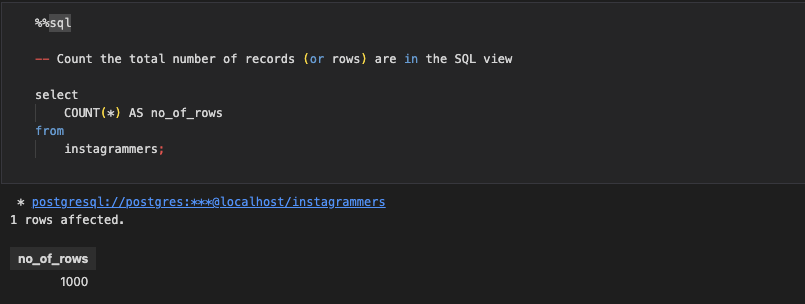 %%sql
-- Count the total number of records (or rows) are in the SQL view
select
COUNT(*) AS no_of_rows
from
instagrammers;
* postgresql://postgres:***@localhost/instagrammers
1 rows affected.
no_of_rows
1000